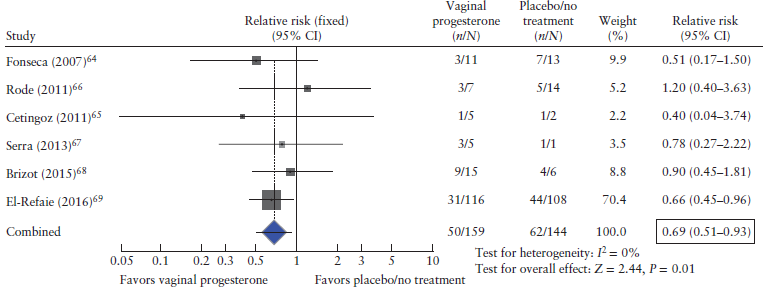 Vaginal Placebo/no
Relative risk (fixed) progesterone treatment Weight Relative risk
Study (95% CI) (n/N) (n/N) (%) (95% CI)
Fonseca (2007)64 3/11 7/13 9.9 0.51 (0.17–1.50)
Rode (2011)66 3/7 5/14 5.2 1.20 (0.40–3.63)
Cetingoz (2011)65 1/5 1/2 2.2 0.40 (0.04–3.74)
Serra (2013)67 3/5 1/1 3.5 0.78 (0.27–2.22)
Brizot (2015)68 9/15 4/6 8.8 0.90 (0.45–1.81)
El-Refaie (2016)69 31/116 44/108 70.4 0.66 (0.45–0.96)
Combined 50/159 62/144 100.0 0.69 (0.51–0.93)
0.05 0.1 0.2 0.3 0.5 1 2 3 5 10
Test for heterogeneity: I2 = 0%
Test for overall effect: Z = 2.44, P = 0.01
Favors vaginal progesterone Favors placebo/no treatment